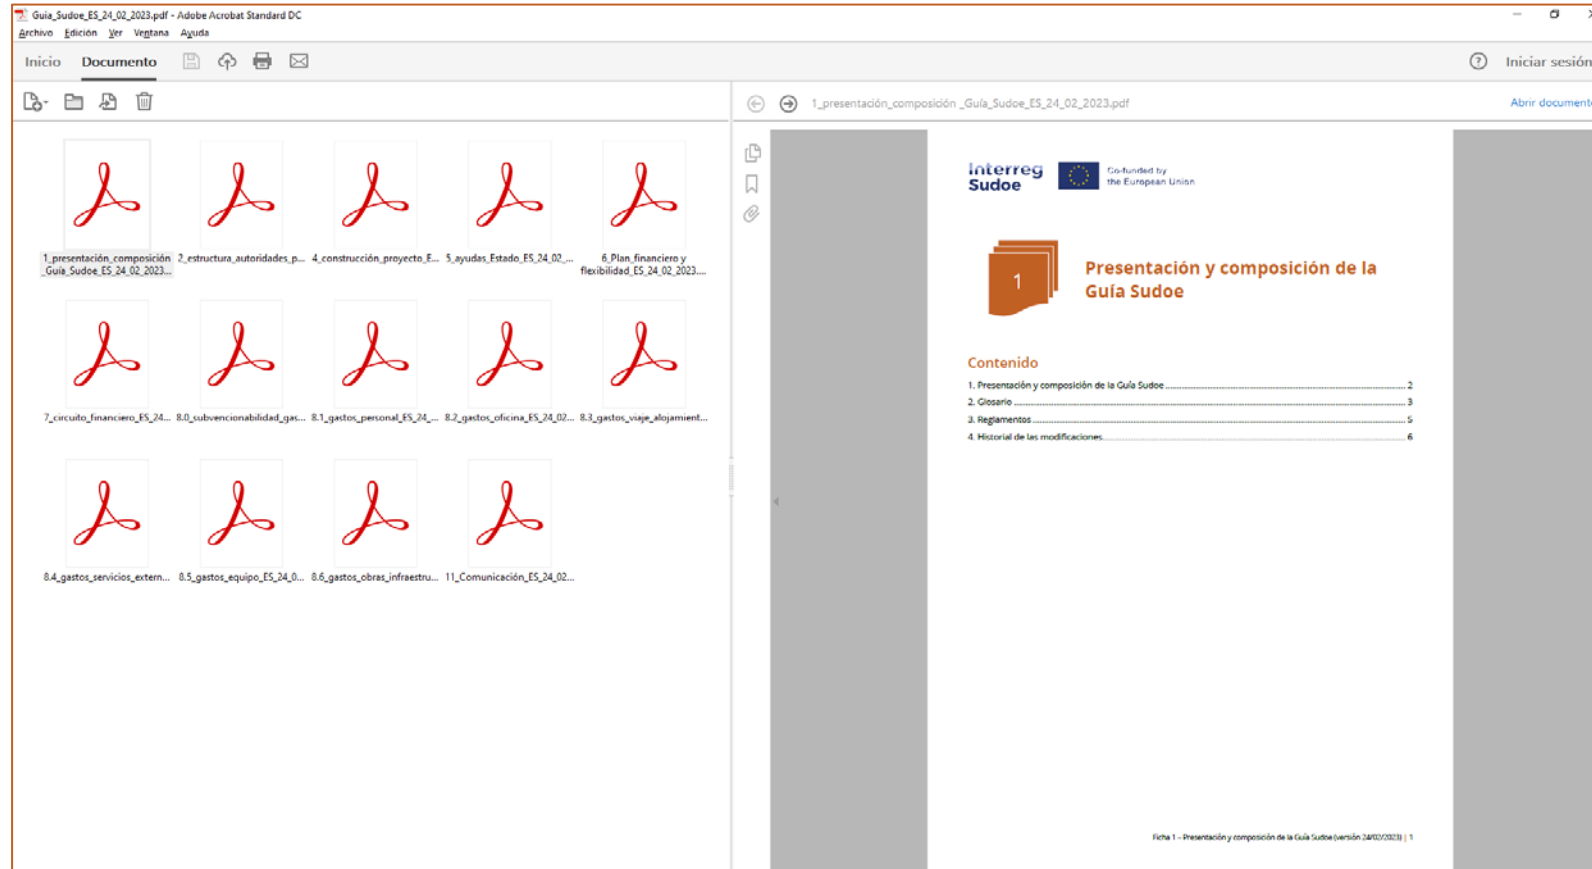 Guia_Sudoe_ES_24_02_2023.pdf - Adobe Acrobat Standard DC
Archivo Edición Ver Ventana Ayuda
Inicio Documento
Iniciar sesión
1_presentación_composición _Guía_Sudoe_ES_24_02_2023.pdf
Abrir documento
1_presentación_composición
_Guía_Sudoe_ES_24_02_2023...
2_estructura_autoridades_p...
4_construcción_proyecto_E...
5_ayudas_Estado_ES_24_02_...
6_Plan_financiero y
flexibilidad_ES_24_02_2023....
7_circuito_financiero_ES_24...
8.0_subvencionabilidad_gas...
8.1_gastos_personal_ES_24_...
8.2_gastos_oficina_ES_24_02...
8.3_gastos_viaje_alojamient...
8.4_gastos_servicios_extern...
8.5_gastos_equipo_ES_24_0...
8.6_gastos_obras_infraestru...
11_Comunicación_ES_24_02...
Interreg
Sudoe
Co-funded by
the European Union
1
Presentación y composición de la
Guía Sudoe
Contenido
1. Presentación y composición de la Guía Sudoe 2
2. Glosario 3
3. Reglamentos 5
4. Historial de las modificaciones 6
Ficha 1 – Presentación y composición de la Guía Sudoe (versión 24/02/2023) | 1